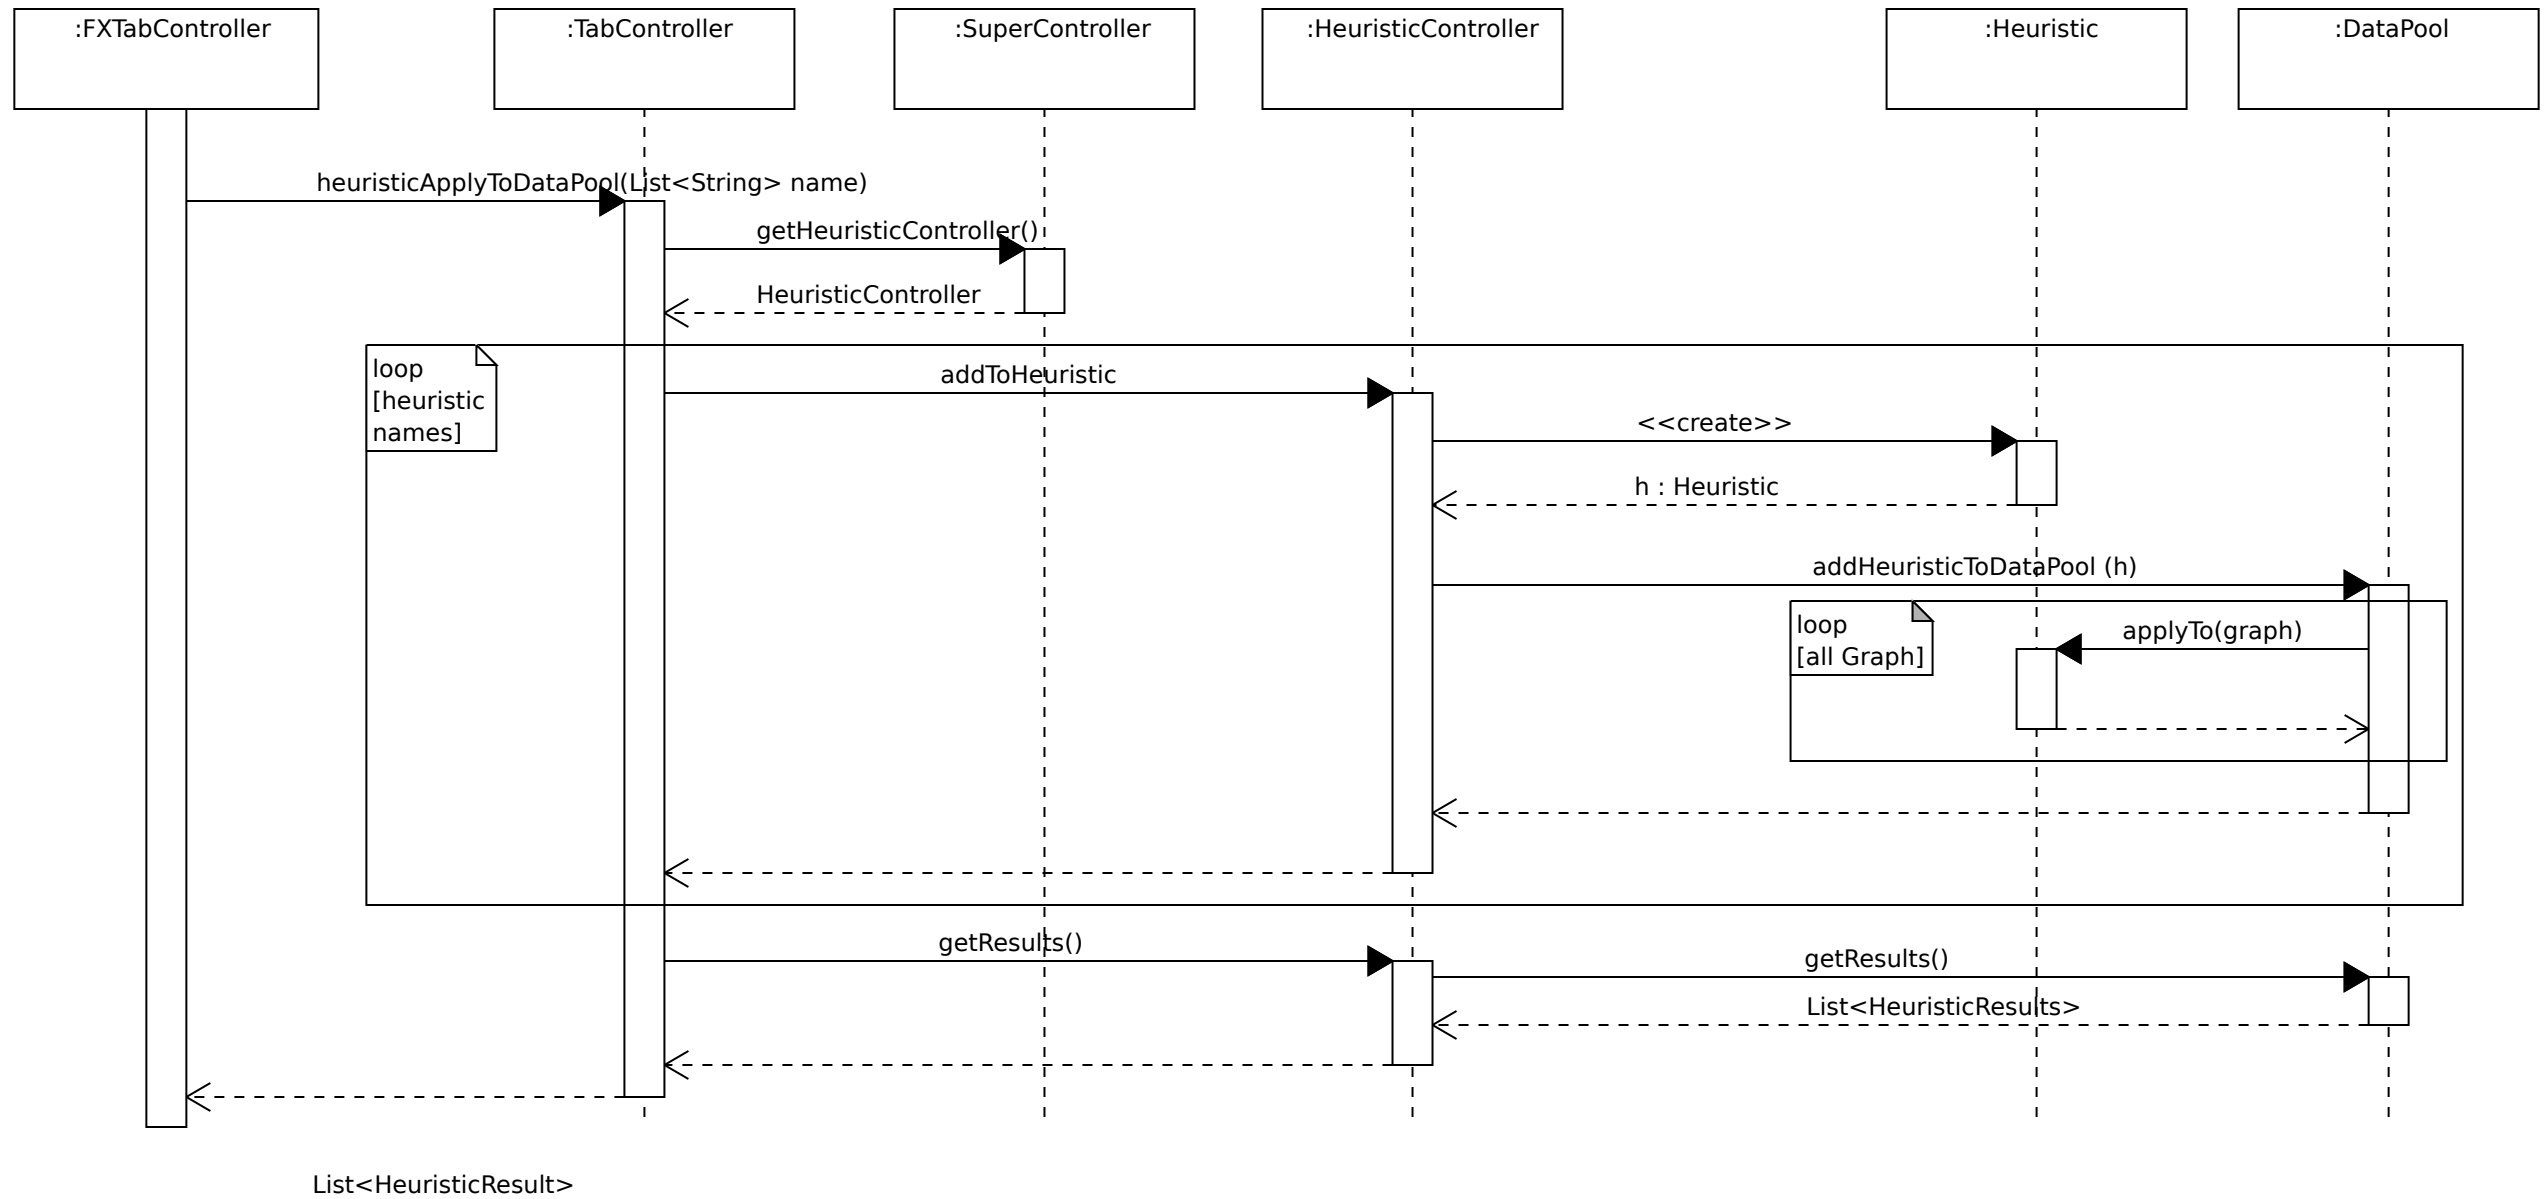 :FXTabController
:TabController
:SuperController
:HeuristicController
:Heuristic
:DataPool
heuristicApplyToDataPool(List<String> name)
getHeuristicController()
HeuristicController
loop
[heuristic
names]
addToHeuristic
<<create>>
h : Heuristic
addHeuristicToDataPool (h)
loop
[all Graph]
applyTo(graph)
getResults()
getResults()
List<HeuristicResults>
List<HeuristicResult>